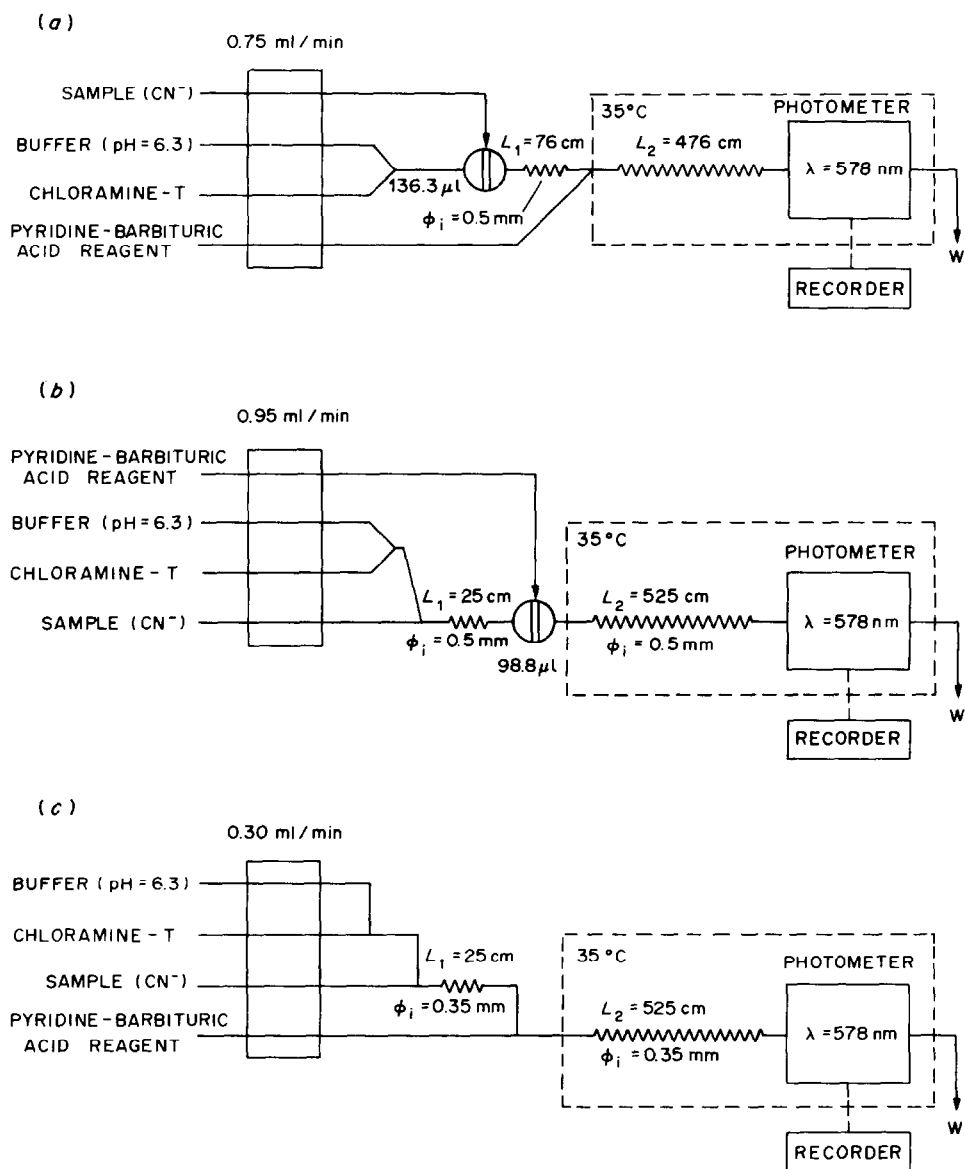 (a)
0.75 ml / min
SAMPLE (CN⁻)
BUFFER (pH = 6.3)
CHLORAMINE - T
PYRIDINE-BARBITURIC
ACID REAGENT
136.3 µl
L₁ = 76 cm
ϕᵢ = 0.5 mm
35°C
L₂ = 476 cm
PHOTOMETER
λ = 578 nm
RECORDER
W
(b)
0.95 ml / min
PYRIDINE-BARBITURIC
ACID REAGENT
BUFFER (pH = 6.3)
CHLORAMINE - T
SAMPLE (CN⁻)
L₁ = 25 cm
ϕᵢ = 0.5 mm
98.8 µl
35°C
L₂ = 525 cm
ϕᵢ = 0.5 mm
PHOTOMETER
λ = 578 nm
RECORDER
W
(c)
0.30 ml / min
BUFFER ( pH = 6.3)
CHLORAMINE - T
SAMPLE (CN⁻)
PYRIDINE-BARBITURIC
ACID REAGENT
L₁ = 25 cm
ϕᵢ = 0.35 mm
35°C
L₂ = 525 cm
ϕᵢ = 0.35 mm
PHOTOMETER
λ = 578 nm
RECORDER
W